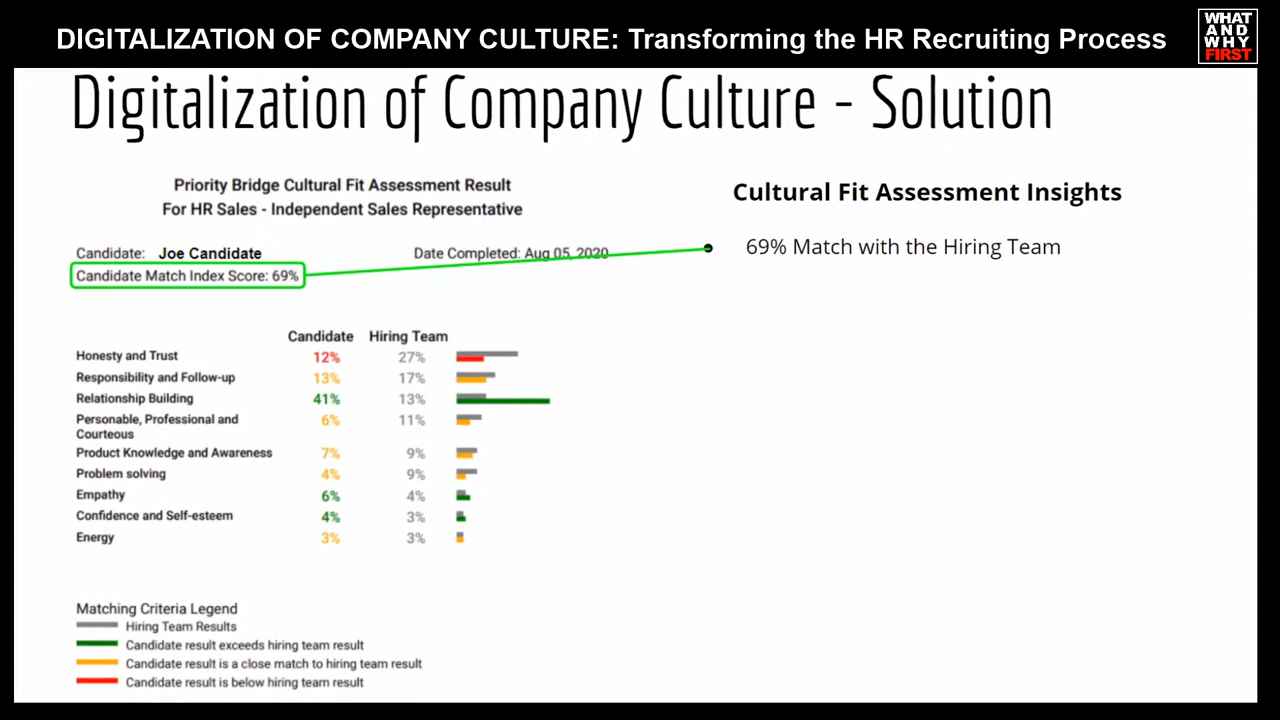 DIGITALIZATION OF COMPANY CULTURE: Transforming the HR Recruiting Process
WHAT
AND
WHY
FIRST
Digitalization of Company Culture - Solution
Priority Bridge Cultural Fit Assessment Result
For HR Sales - Independent Sales Representative
Candidate: Joe Candidate Date Completed: Aug 05, 2020
Candidate Match Index Score: 69%
Cultural Fit Assessment Insights
69% Match with the Hiring Team
Candidate Hiring Team
Honesty and Trust 12% 27%
Responsibility and Follow-up 13% 17%
Relationship Building 41% 13%
Personable, Professional and 6% 11%
Courteous
Product Knowledge and Awareness 7% 9%
Problem solving 4% 9%
Empathy 6% 4%
Confidence and Self-esteem 4% 3%
Energy 3% 3%
Matching Criteria Legend
Hiring Team Results
Candidate result exceeds hiring team result
Candidate result is a close match to hiring team result
Candidate result is below hiring team result